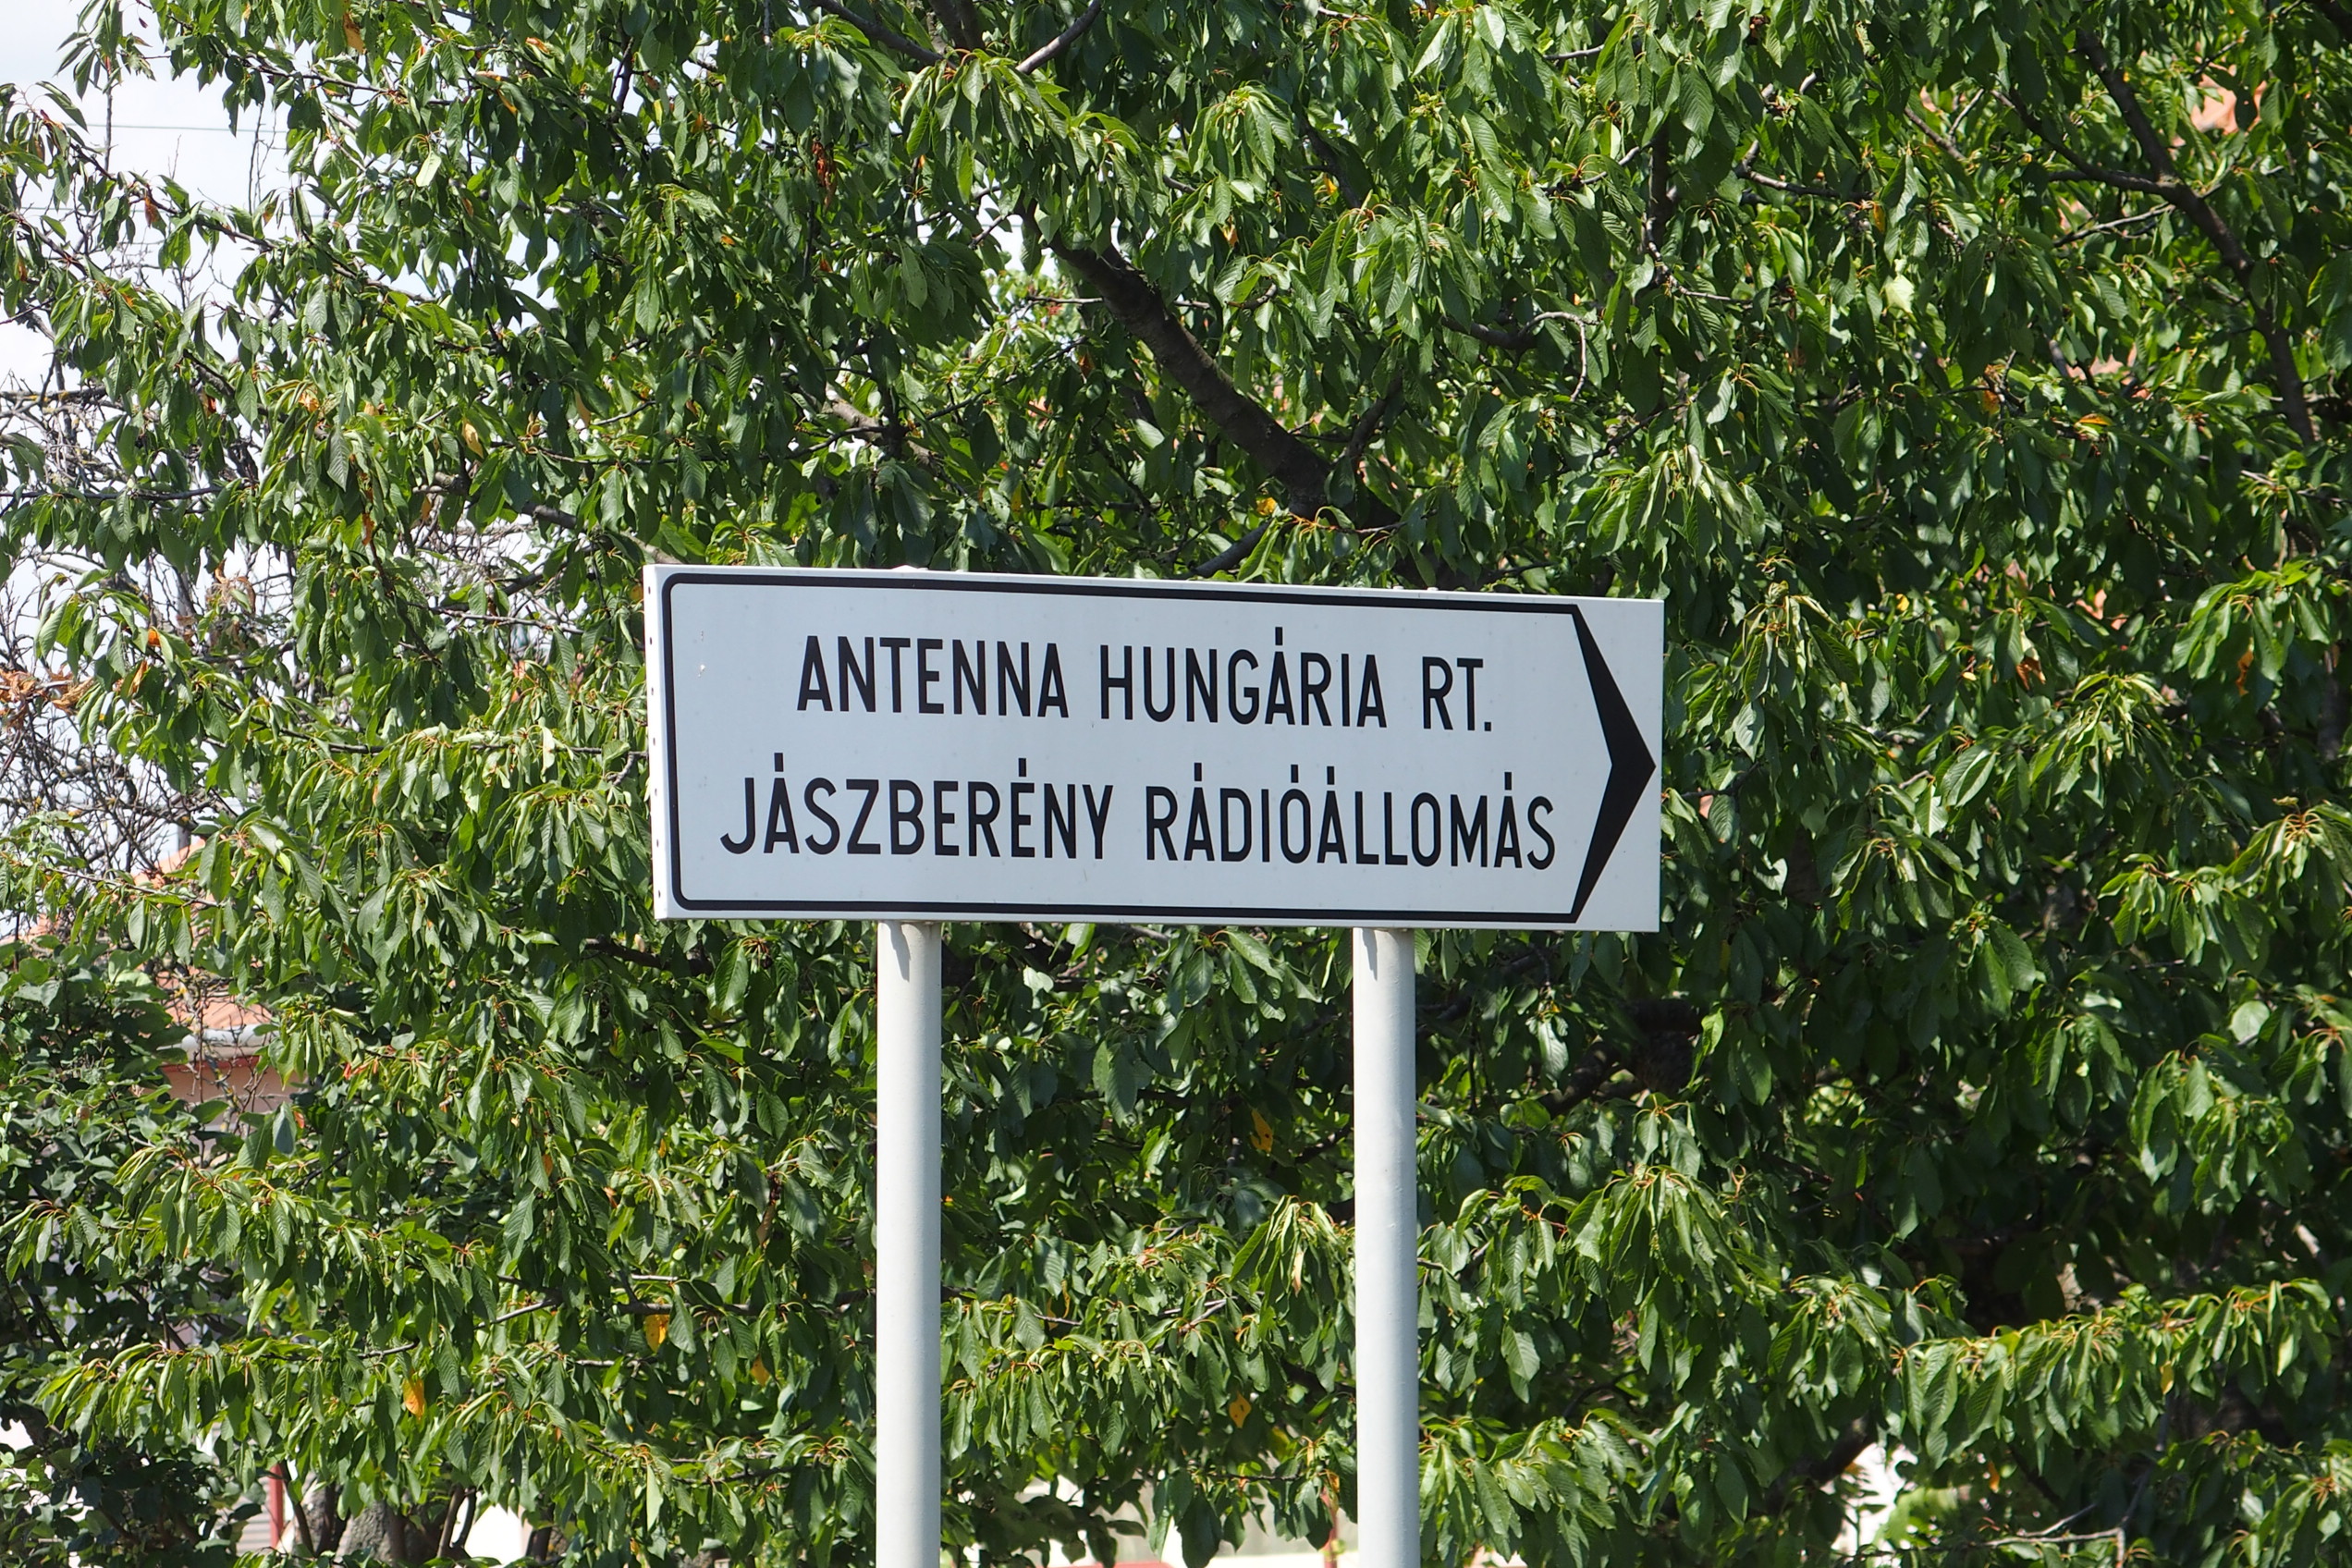 ANTENNA HUNGÁRIA RT.
JÁSZBERÉNY RÁDIÓÁLLOMÁS